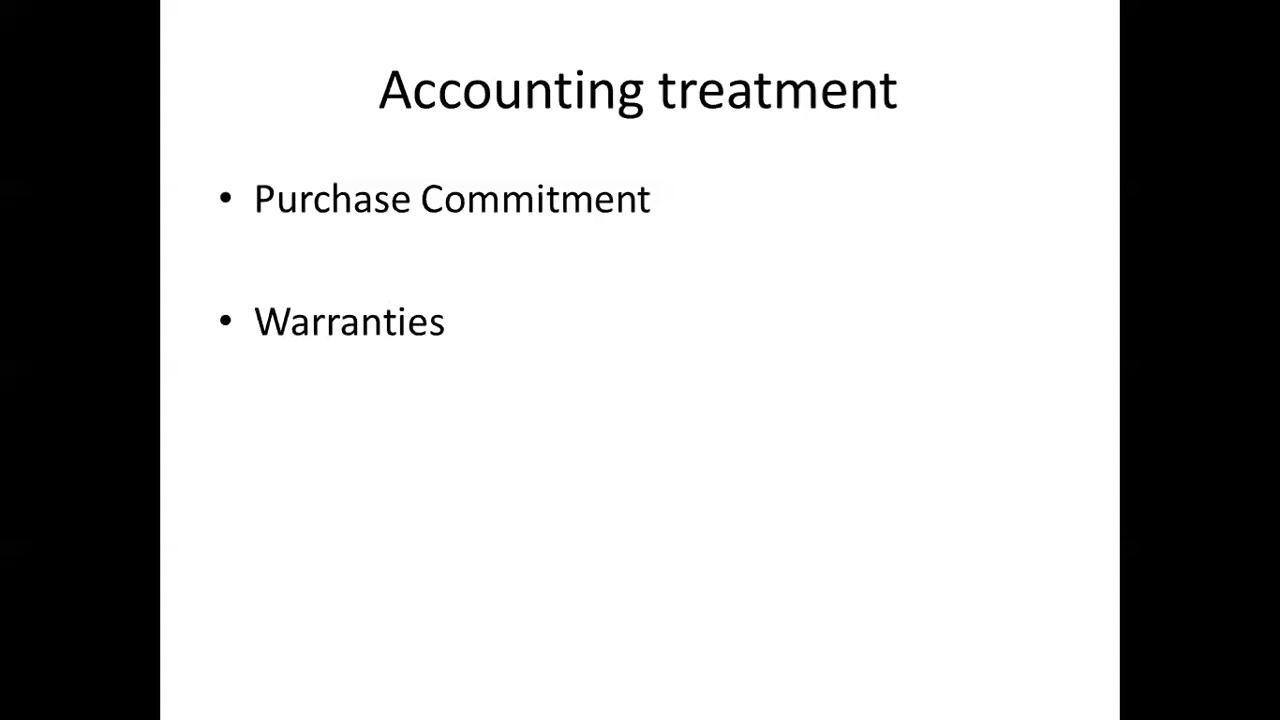 Accounting treatment
• Purchase Commitment
• Warranties